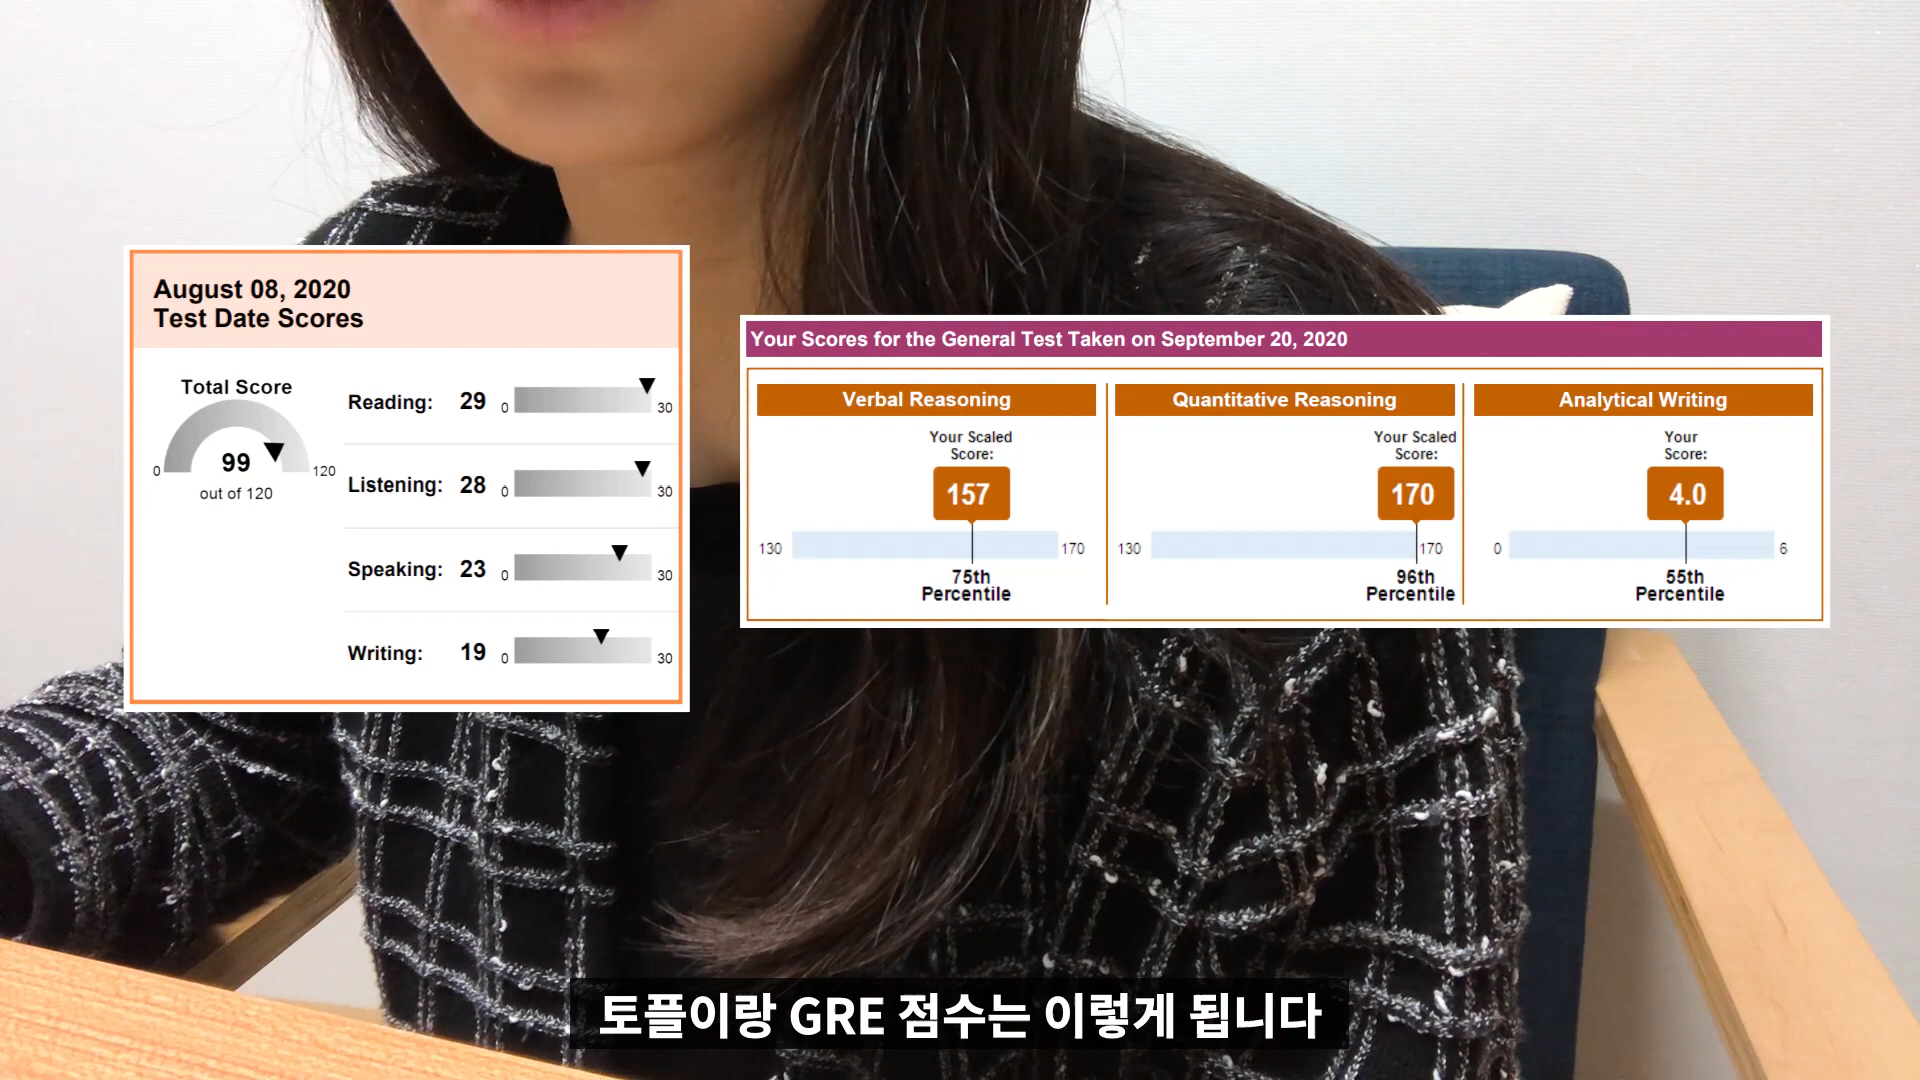 August 08, 2020
Test Date Scores
Total Score
0
99
120
out of 120
Reading: 29 0 30
Listening: 28 0 30
Speaking: 23 0 30
Writing: 19 0 30
Your Scores for the General Test Taken on September 20, 2020
Verbal Reasoning
Your Scaled
Score:
157
130 170
75th
Percentile
Quantitative Reasoning
Your Scaled
Score:
170
130 170
96th
Percentile
Analytical Writing
Your
Score:
4.0
0 6
55th
Percentile
토플이랑 GRE 점수는 이렇게 됩니다